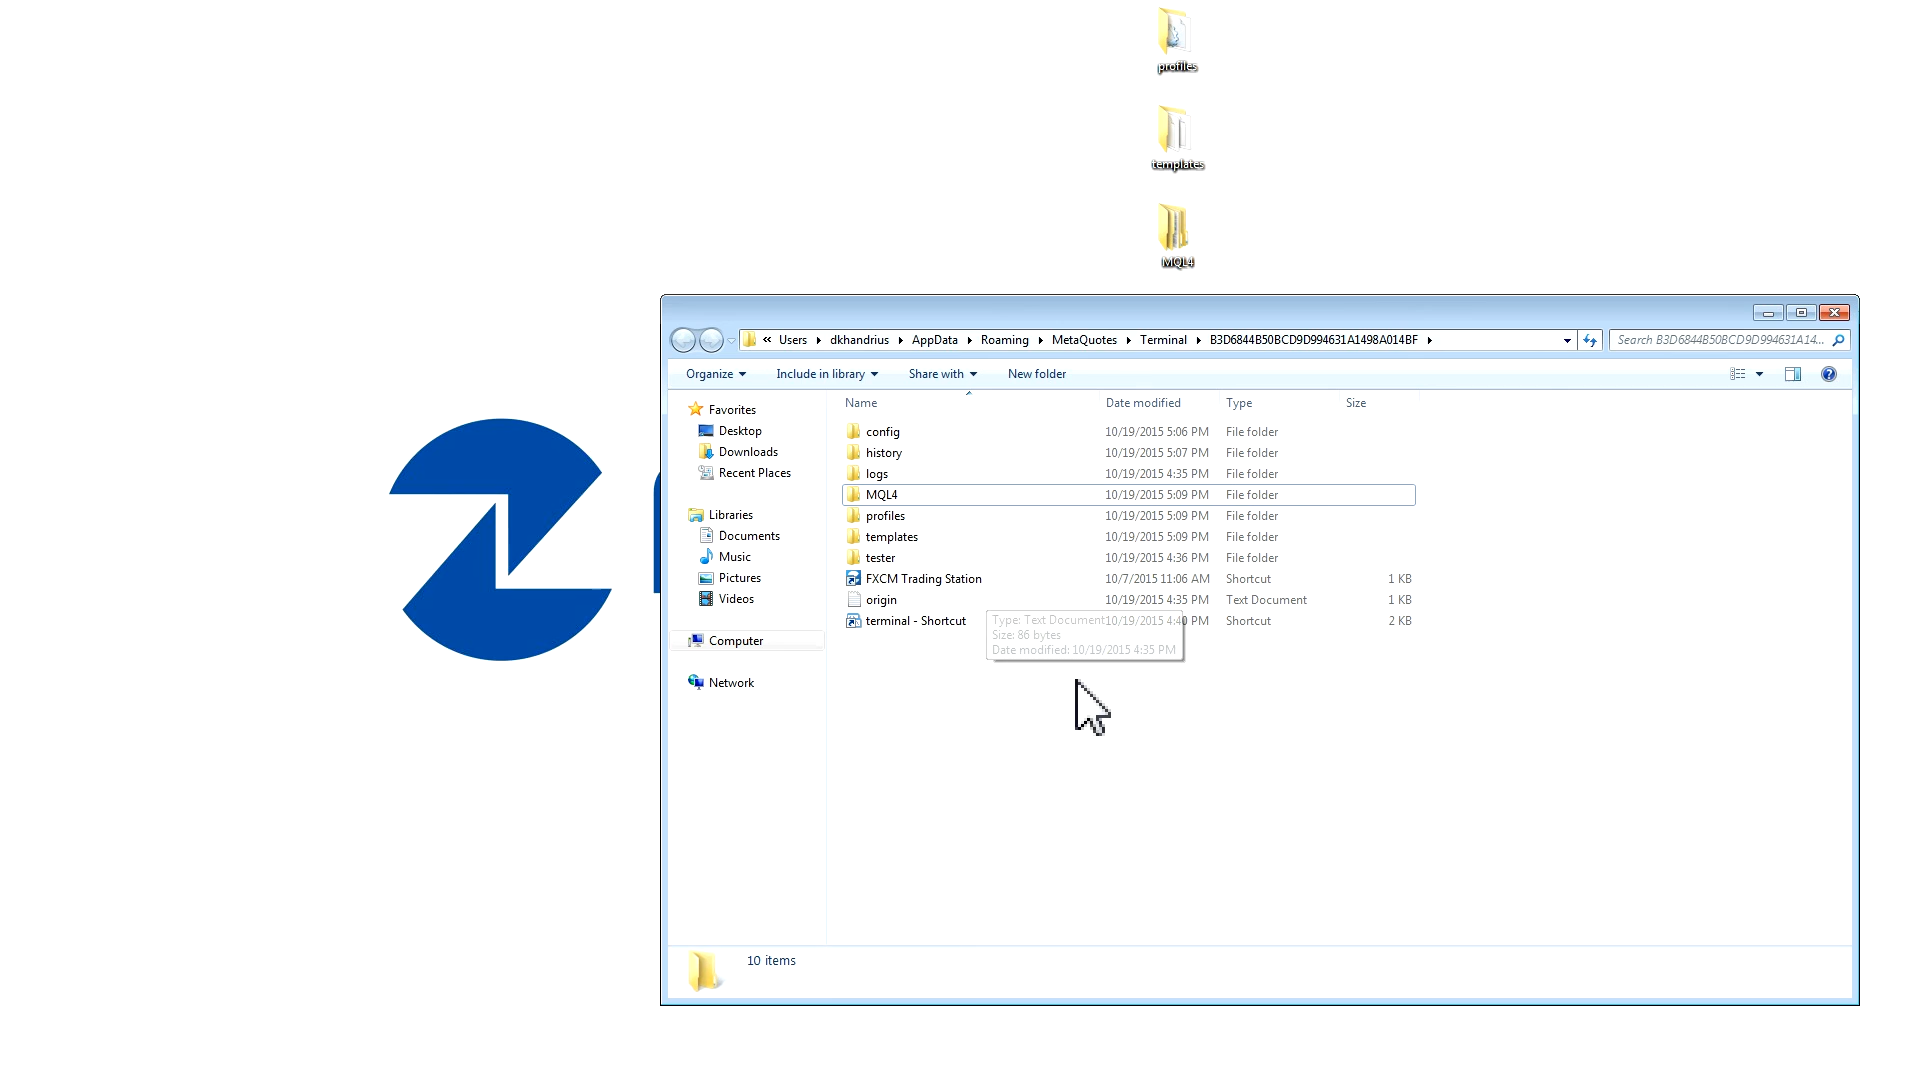 profiles
templates
MQL4
« Users ▸ dkhandrius ▸ AppData ▸ Roaming ▸ MetaQuotes ▸ Terminal ▸ B3D6844B50BCD9D994631A1498A014BF ▸
Search B3D6844B50BCD9D994631A14...
Organize Include in library Share with New folder
Name Date modified Type Size
Favorites
Desktop
Downloads
Recent Places
Libraries
Documents
Music
Pictures
Videos
Computer
Network
config 10/19/2015 5:06 PM File folder
history 10/19/2015 5:07 PM File folder
logs 10/19/2015 4:35 PM File folder
MQL4 10/19/2015 5:09 PM File folder
profiles 10/19/2015 5:09 PM File folder
templates 10/19/2015 5:09 PM File folder
tester 10/19/2015 4:36 PM File folder
FXCM Trading Station 10/7/2015 11:06 AM Shortcut 1 KB
origin 10/19/2015 4:35 PM Text Document 1 KB
terminal - Shortcut 10/19/2015 4:40 PM Shortcut 2 KB
Type: Text Document
Size: 86 bytes
Date modified: 10/19/2015 4:35 PM
10 items